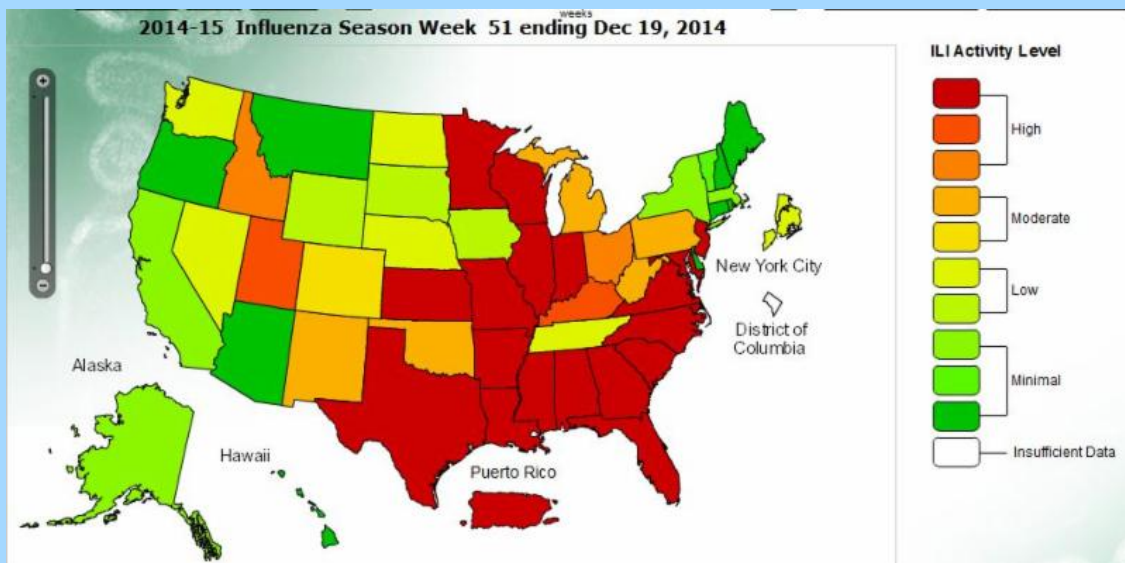 weeks
2014-15 Influenza Season Week 51 ending Dec 19, 2014
ILI Activity Level
High
Moderate
Low
Minimal
Insufficient Data
New York City
District of
Columbia
Alaska
Hawaii
Puerto Rico